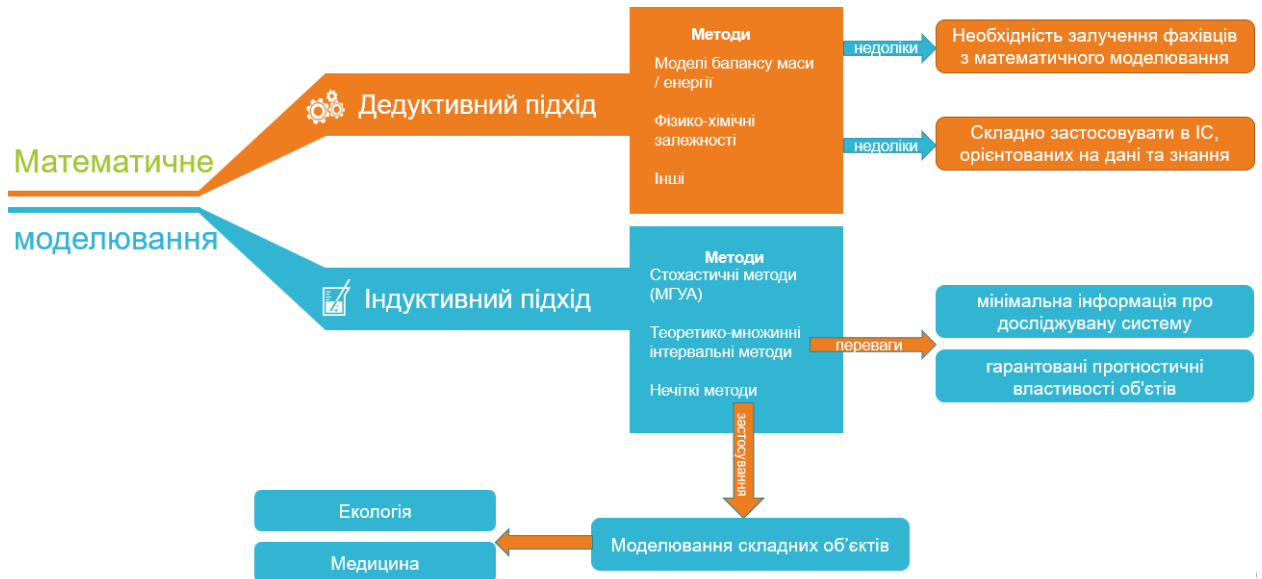 Математичне
моделювання
Дедуктивний підхід
Методи
Моделі балансу маси
/ енергії
Фізико-хімічні
залежності
Інші
недоліки
Необхідність залучення фахівців
з математичного моделювання
недоліки
Складно застосовувати в ІС,
орієнтованих на дані та знання
Індуктивний підхід
Методи
Стохастичні методи
(МГУА)
Теоретико-множинні
інтервальні методи
Нечіткі методи
переваги
мінімальна інформація про
досліджувану систему
гарантовані прогностичні
властивості об'єтів
застосування
Моделювання складних об’єктів
Екологія
Медицина